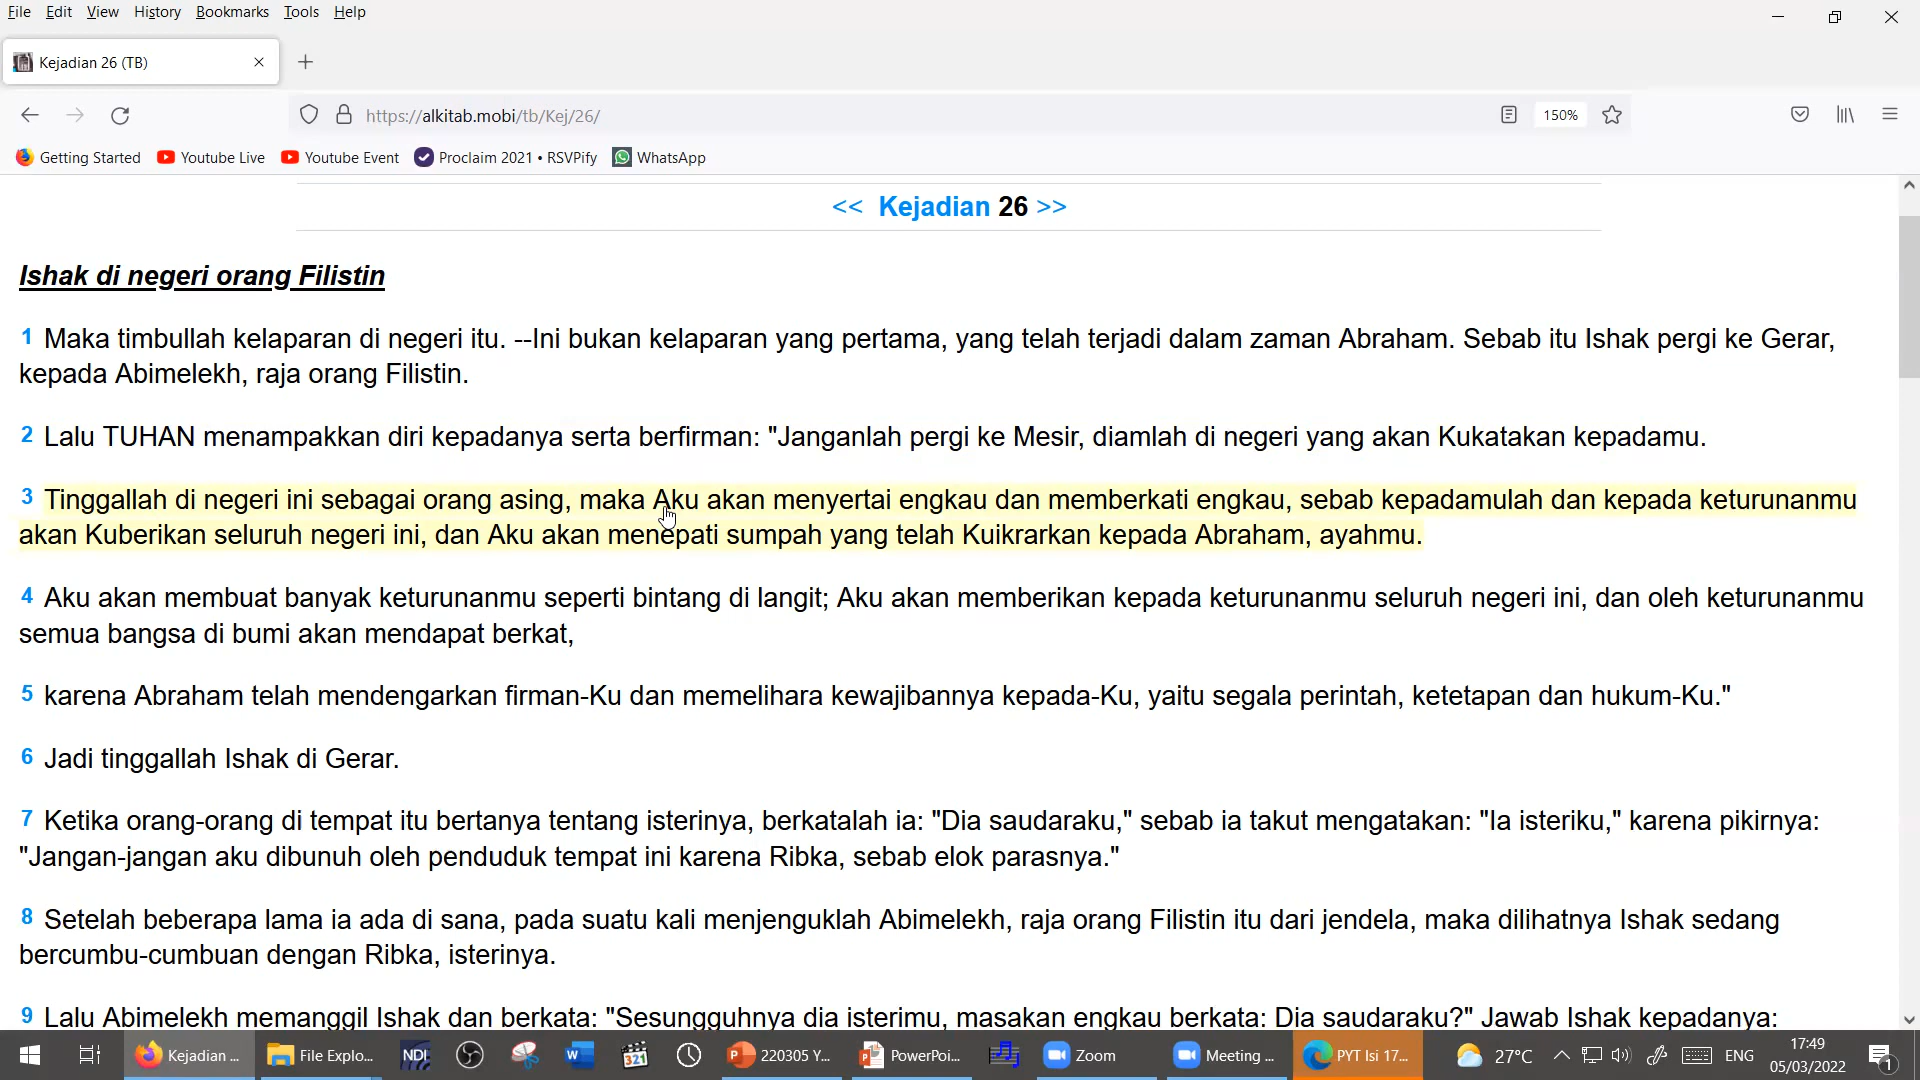 File Edit View History Bookmarks Tools Help
Kejadian 26 (TB)
https://alkitab.mobi/tb/Kej/26/
150%
Getting Started Youtube Live Youtube Event Proclaim 2021 • RSVPify WhatsApp
<< Kejadian 26 >>
Ishak di negeri orang Filistin
1 Maka timbullah kelaparan di negeri itu. --Ini bukan kelaparan yang pertama, yang telah terjadi dalam zaman Abraham. Sebab itu Ishak pergi ke Gerar,
kepada Abimelekh, raja orang Filistin.
2 Lalu TUHAN menampakkan diri kepadanya serta berfirman: "Janganlah pergi ke Mesir, diamlah di negeri yang akan Kukatakan kepadamu.
3 Tinggallah di negeri ini sebagai orang asing, maka Aku akan menyertai engkau dan memberkati engkau, sebab kepadamulah dan kepada keturunanmu
akan Kuberikan seluruh negeri ini, dan Aku akan menepati sumpah yang telah Kuikrarkan kepada Abraham, ayahmu.
4 Aku akan membuat banyak keturunanmu seperti bintang di langit; Aku akan memberikan kepada keturunanmu seluruh negeri ini, dan oleh keturunanmu
semua bangsa di bumi akan mendapat berkat,
5 karena Abraham telah mendengarkan firman-Ku dan memelihara kewajibannya kepada-Ku, yaitu segala perintah, ketetapan dan hukum-Ku."
6 Jadi tinggallah Ishak di Gerar.
7 Ketika orang-orang di tempat itu bertanya tentang isterinya, berkatalah ia: "Dia saudaraku," sebab ia takut mengatakan: "Ia isteriku," karena pikirnya:
"Jangan-jangan aku dibunuh oleh penduduk tempat ini karena Ribka, sebab elok parasnya."
8 Setelah beberapa lama ia ada di sana, pada suatu kali menjenguklah Abimelekh, raja orang Filistin itu dari jendela, maka dilihatnya Ishak sedang
bercumbu-cumbuan dengan Ribka, isterinya.
9 Lalu Abimelekh memanggil Ishak dan berkata: "Sesungguhnya dia isterimu, masakan engkau berkata: Dia saudaraku?" Jawab Ishak kepadanya:
Kejadian ... File Explo... NDI 321 220305 Y... PowerPoi... Zoom Meeting ... PYT Isi 17... 27°C ENG 17:49
05/03/2022 1